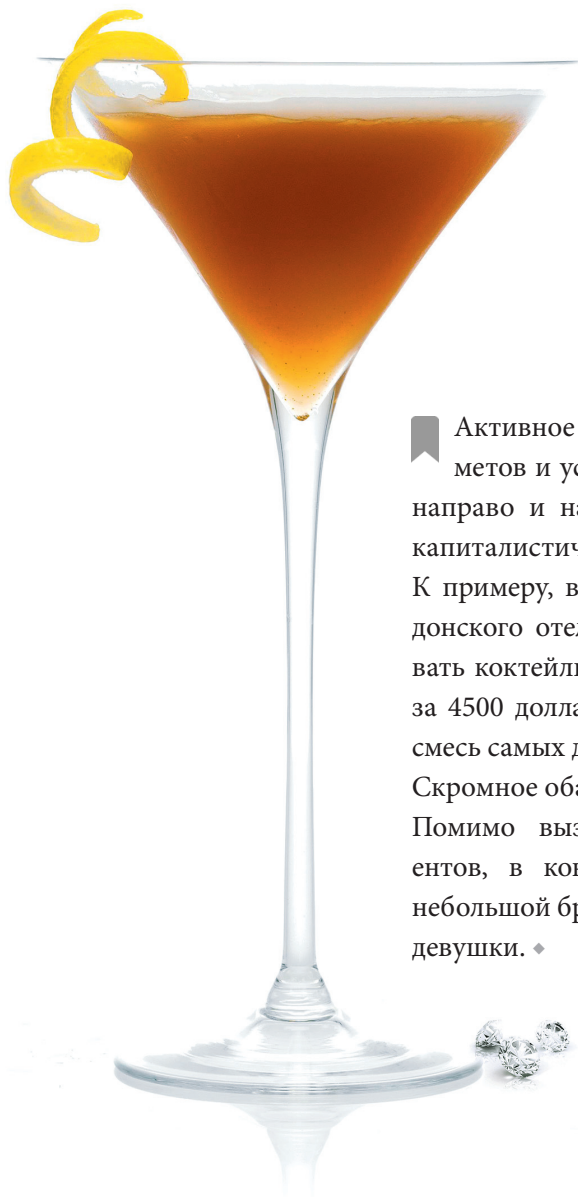 Активное
метов и ус
направо и на
капиталистич
К примеру, в
донского оте
вать коктейл
за 4500 долла
смесь самых д
Скромное оба
Помимо выз
ентов, в кон
небольшой бр
девушки.